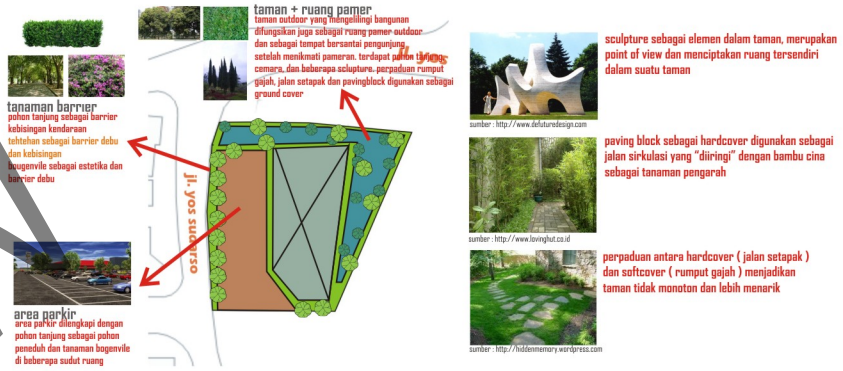 taman + ruang pamer
taman outdoor yang mengelilingi bangunan
difungsikan juga sebagai ruang pamer outdoor
dan sebagai tempat bersantai pengunjung
setelah menikmati pameran. terdapat pohon tanjung,
cemara, dan beberapa sclupture. perpaduan rumput
gajah, jalan setapak dan pavingblock digunakan sebagai
ground cover
jl. yos
tanaman barrier
pohon tanjung sebagai barrier
kebisingan kendaraan
tehtehan sebagai barrier debu
dan kebisingan
bougenvile sebagai estetika dan
barrier debu
jl. yos sudarso
area parkir
area parkir dilengkapi dengan
pohon tanjung sebagai pohon
peneduh dan tanaman bogenvile
di beberapa sudut ruang
sculpture sebagai elemen dalam taman, merupakan
point of view dan menciptakan ruang tersendiri
dalam suatu taman
sumber : http://www.defuturedesign.com
paving block sebagai hardcover digunakan sebagai
jalan sirkulasi yang "diiringi" dengan bambu cina
sebagai tanaman pengarah
sumber : http://www.lovinghut.co.id
perpaduan antara hardcover ( jalan setapak )
dan softcover ( rumput gajah ) menjadikan
taman tidak monoton dan lebih menarik
sumber : http://hiddenmemory.wordpress.com